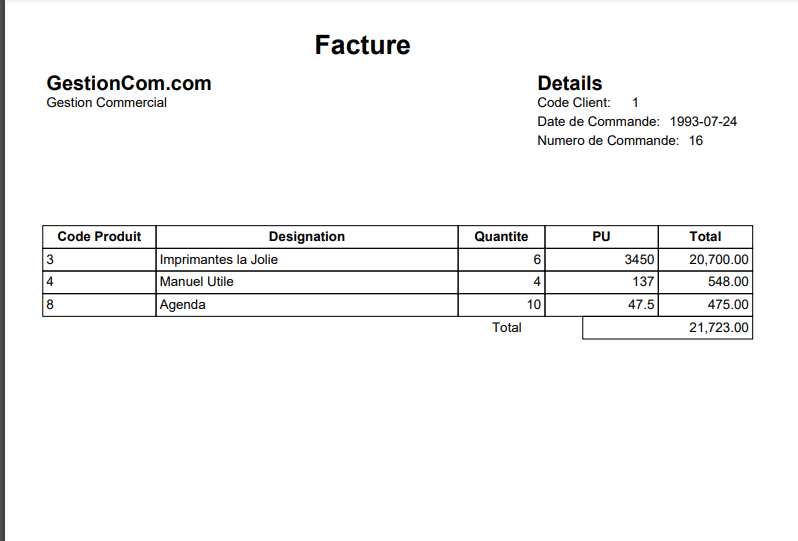 Facture
GestionCom.com
Gestion Commercial
Details
Code Client: 1
Date de Commande: 1993-07-24
Numero de Commande: 16
Code Produit Designation Quantite PU Total
3 Imprimantes la Jolie 6 3450 20,700.00
4 Manuel Utile 4 137 548.00
8 Agenda 10 47.5 475.00
Total 21,723.00